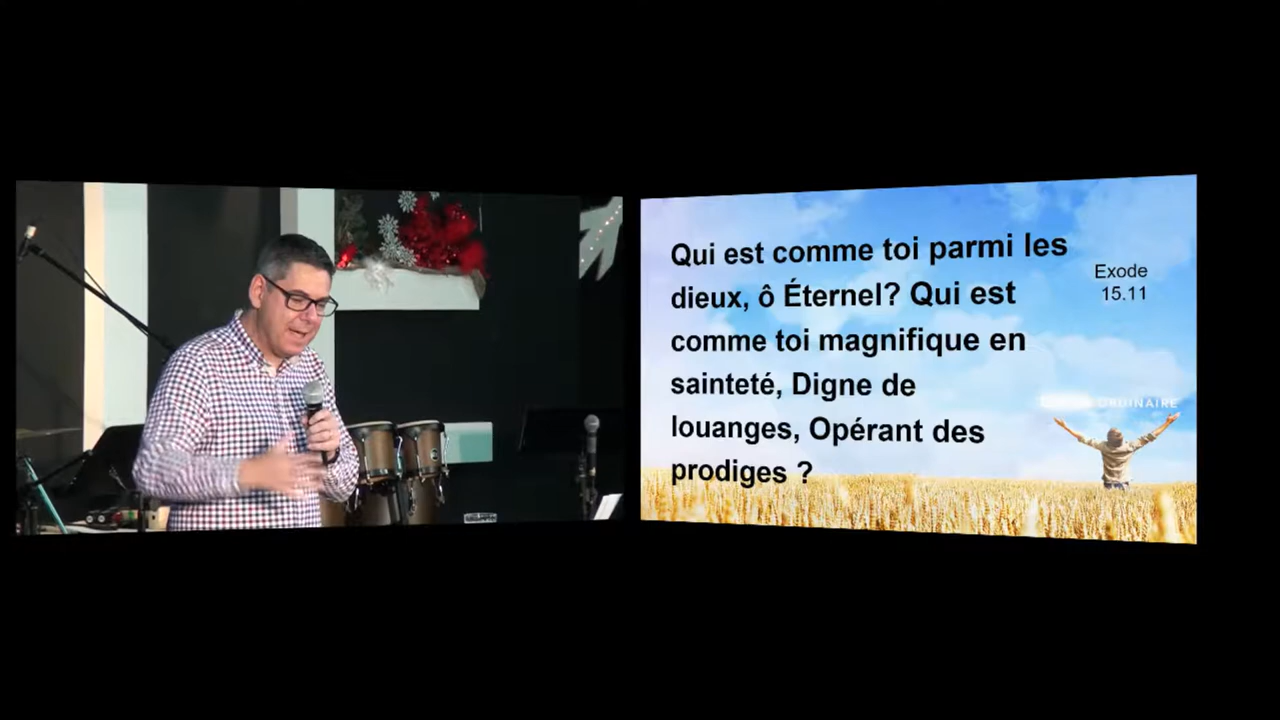 Qui est comme toi parmi les
dieux, ô Éternel? Qui est
comme toi magnifique en
sainteté, Digne de
louanges, Opérant des
prodiges ?
Exode
15.11
ORDINAIRE